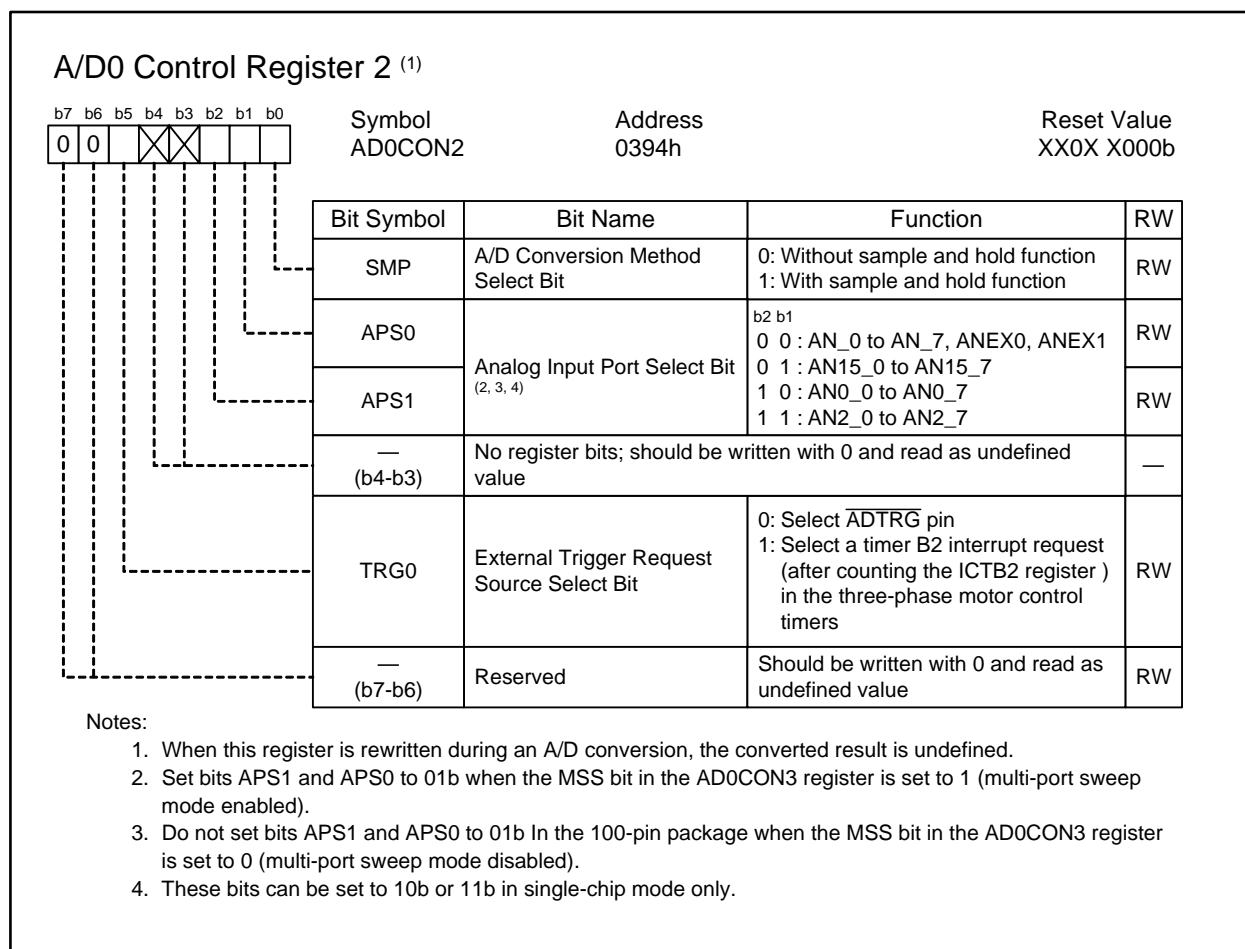 A/D0 Control Register 2 (1)
b7 b6 b5 b4 b3 b2 b1 b0
0 0
Symbol Address Reset Value
AD0CON2 0394h XX0X X000b
Bit Symbol Bit Name Function RW
SMP
A/D Conversion Method
Select Bit
0: Without sample and hold function
1: With sample and hold function
RW
APS0
APS1
Analog Input Port Select Bit
(2, 3, 4)
b2 b1
0 0 : AN_0 to AN_7, ANEX0, ANEX1
0 1 : AN15_0 to AN15_7
1 0 : AN0_0 to AN0_7
1 1 : AN2_0 to AN2_7
RW
RW
—
(b4-b3)
No register bits; should be written with 0 and read as undefined
value
—
TRG0
External Trigger Request
Source Select Bit
0: Select ADTRG pin
1: Select a timer B2 interrupt request
(after counting the ICTB2 register )
in the three-phase motor control
timers
RW
—
(b7-b6)
Reserved
Should be written with 0 and read as
undefined value
RW
Notes:
1. When this register is rewritten during an A/D conversion, the converted result is undefined.
2. Set bits APS1 and APS0 to 01b when the MSS bit in the AD0CON3 register is set to 1 (multi-port sweep
mode enabled).
3. Do not set bits APS1 and APS0 to 01b In the 100-pin package when the MSS bit in the AD0CON3 register
is set to 0 (multi-port sweep mode disabled).
4. These bits can be set to 10b or 11b in single-chip mode only.